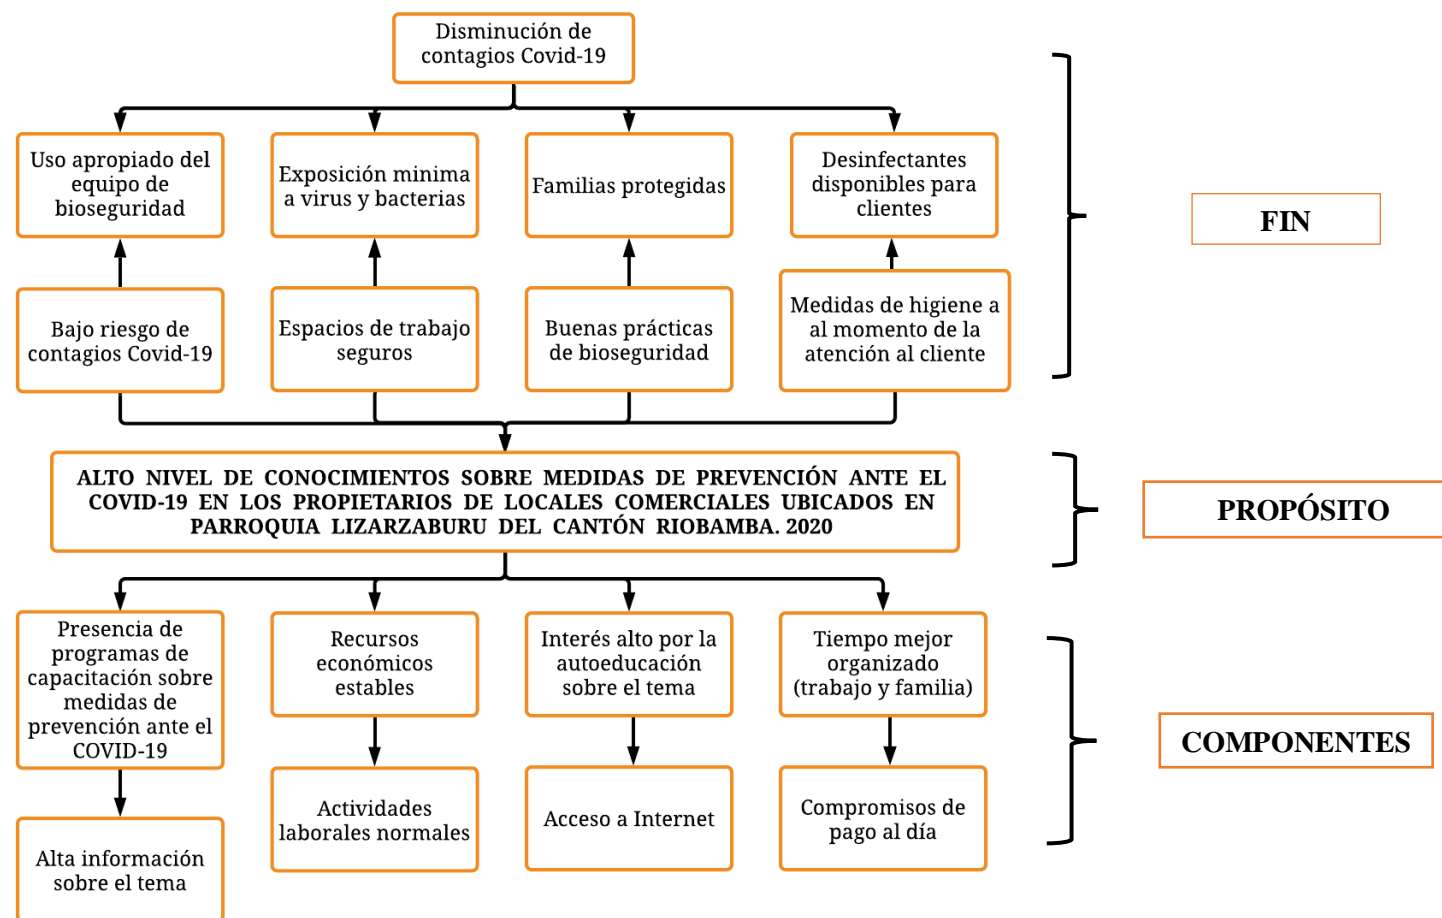 Disminución de
contagios Covid-19
Uso apropiado del
equipo de
bioseguridad
Exposición minima
a virus y bacterias
Familias protegidas
Desinfectantes
disponibles para
clientes
FIN
Bajo riesgo de
contagios Covid-19
Espacios de trabajo
seguros
Buenas prácticas
de bioseguridad
Medidas de higiene a
al momento de la
atención al cliente
ALTO NIVEL DE CONOCIMIENTOS SOBRE MEDIDAS DE PREVENCIÓN ANTE EL
COVID-19 EN LOS PROPIETARIOS DE LOCALES COMERCIALES UBICADOS EN
PARROQUIA LIZARZABURU DEL CANTÓN RIOBAMBA. 2020
PROPÓSITO
Presencia de
programas de
capacitación sobre
medidas de
prevención ante el
COVID-19
Recursos
económicos
estables
Interés alto por la
autoeducación
sobre el tema
Tiempo mejor
organizado
(trabajo y familia)
COMPONENTES
Alta información
sobre el tema
Actividades
laborales normales
Acceso a Internet
Compromisos de
pago al día